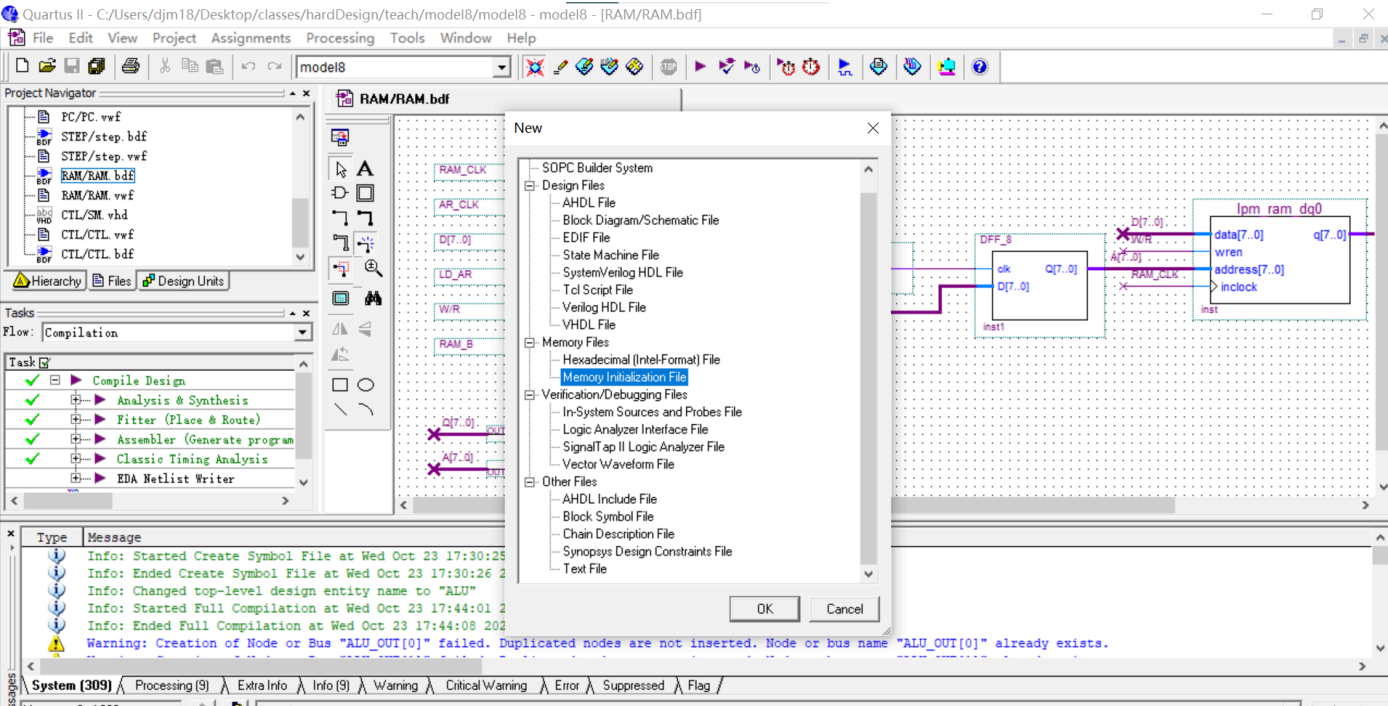 Quartus II - C:/Users/djm18/Desktop/classes/hardDesign/teach/model8/model8 - model8 - [RAM/RAM.bdf]
File Edit View Project Assignments Processing Tools Window Help
model8
Project Navigator
PC/PC.vwf
STEP/step.bdf
STEP/step.vwf
RAM/RAM.bdf
RAM/RAM.vwf
CTL/SM.vhd
CTL/CTL.vwf
CTL/CTL.bdf
Hierarchy Files Design Units
Tasks
Flow: Compilation
Task
Compile Design
Analysis & Synthesis
Fitter (Place & Route)
Assembler (Generate program
Classic Timing Analysis
EDA Netlist Writer
RAM/RAM.bdf
RAM_CLK
AR_CLK
D[7..0]
LD_AR
W/R
RAM_B
Q[7..0]
OUT
A[7..0]
OUT
New
SOPC Builder System
Design Files
AHDL File
Block Diagram/Schematic File
EDIF File
State Machine File
SystemVerilog HDL File
Tcl Script File
Verilog HDL File
VHDL File
Memory Files
Hexadecimal (Intel-Format) File
Memory Initialization File
Verification/Debugging Files
In-System Sources and Probes File
Logic Analyzer Interface File
SignalTap II Logic Analyzer File
Vector Waveform File
Other Files
AHDL Include File
Block Symbol File
Chain Description File
Synopsys Design Constraints File
Text File
OK Cancel
DFF_8
clk Q[7..0]
D[7..0]
inst1
D[7..0]
W/R
A[7..0]
RAM_CLK
lpm_ram_dq0
data[7..0] q[7..0]
wren
address[7..0]
inclock
inst
Type Message
Info: Started Create Symbol File at Wed Oct 23 17:30:25
Info: Ended Create Symbol File at Wed Oct 23 17:30:26 2
Info: Changed top-level design entity name to "ALU"
Info: Started Full Compilation at Wed Oct 23 17:44:01 2
Info: Ended Full Compilation at Wed Oct 23 17:44:08 202
Warning: Creation of Node or Bus "ALU_OUT[0]" failed. Duplicated nodes are not inserted. Node or bus name "ALU_OUT[0]" already exists.
System (309) Processing (9) Extra Info Info (9) Warning Critical Warning Error Suppressed Flag